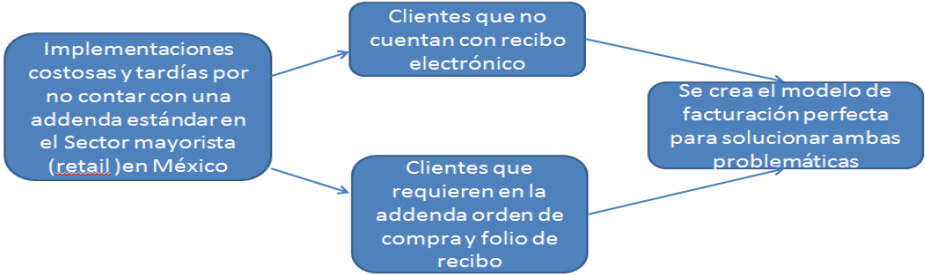 Implementaciones
costosas y tardías por
no contar con una
addenda estándar en
el Sector mayorista
(retail )en México
Clientes que no
cuentan con recibo
electrónico
Clientes que
requieren en la
addenda orden de
compra y folio de
recibo
Se crea el modelo de
facturación perfecta
para solucionar ambas
problemáticas